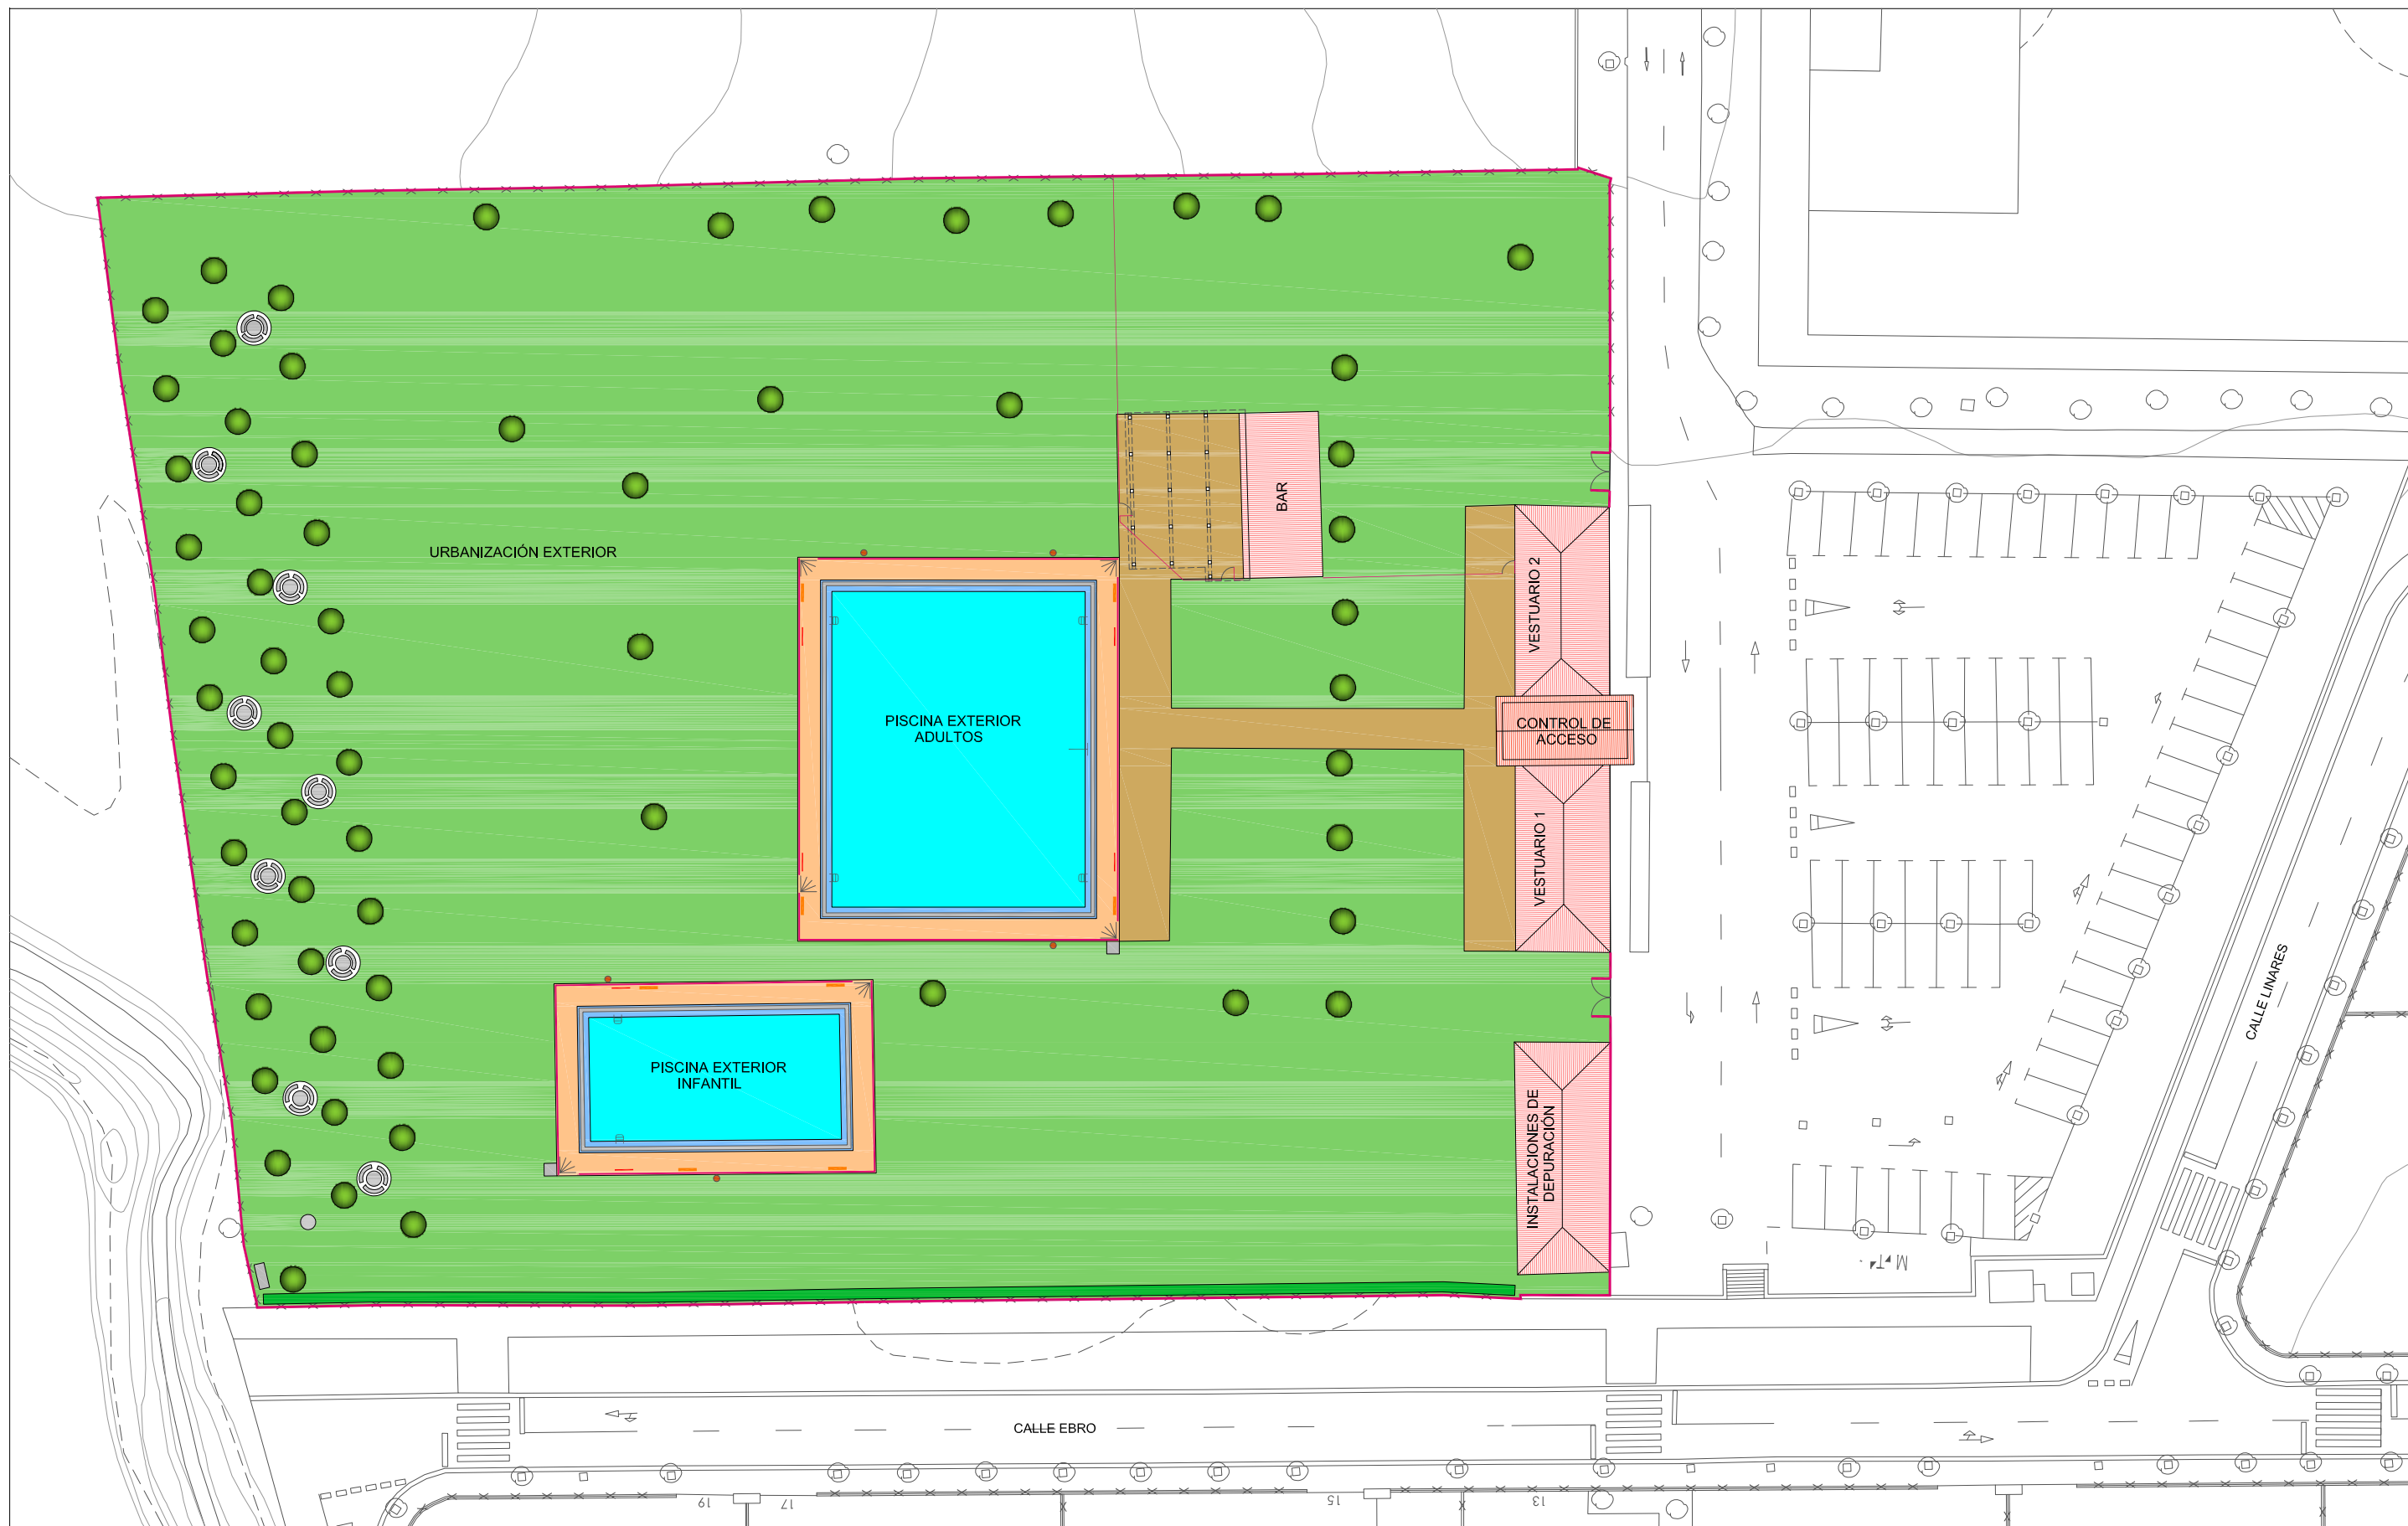 BAR
URBANIZACIÓN EXTERIOR
VESTUARIO 2
PISCINA EXTERIOR
ADULTOS
CONTROL DE
ACCESO
VESTUARIO 1
CALLE LINARES
PISCINA EXTERIOR
INFANTIL
INSTALACIONES DE
DEPURACIÓN
CALLE EBRO
19
17
15
13